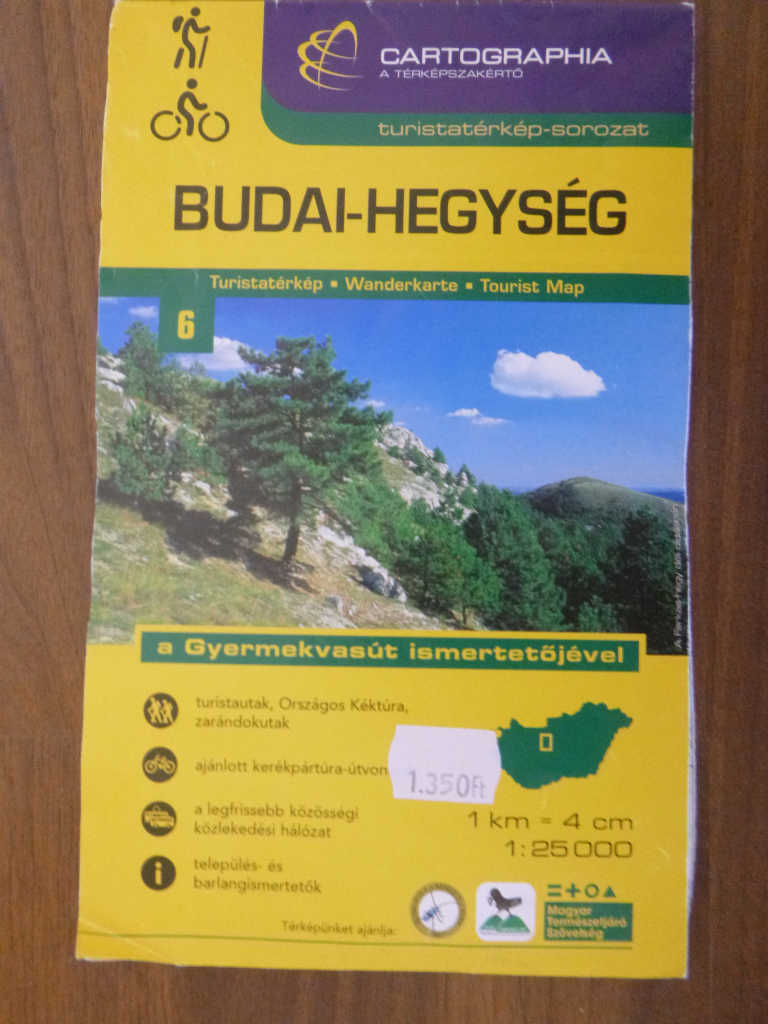 CARTOGRAPHIA
A TÉRKÉPSZAKÉRTŐ
turistatérkép-sorozat
BUDAI-HEGYSÉG
Turistatérkép ▪ Wanderkarte ▪ Tourist Map
6
a Gyermekvasút ismertetőjével
turistautak, Országos Kéktúra,
zarándokutak
ajánlott kerékpártúra-útvon
1.350Ft
a legfrissebb közösségi
közlekedési hálózat
1 km = 4 cm
1:25 000
település- és
barlangismertetők
Térképünket ajánlja:
Magyar
Természetjáró
Szövetség